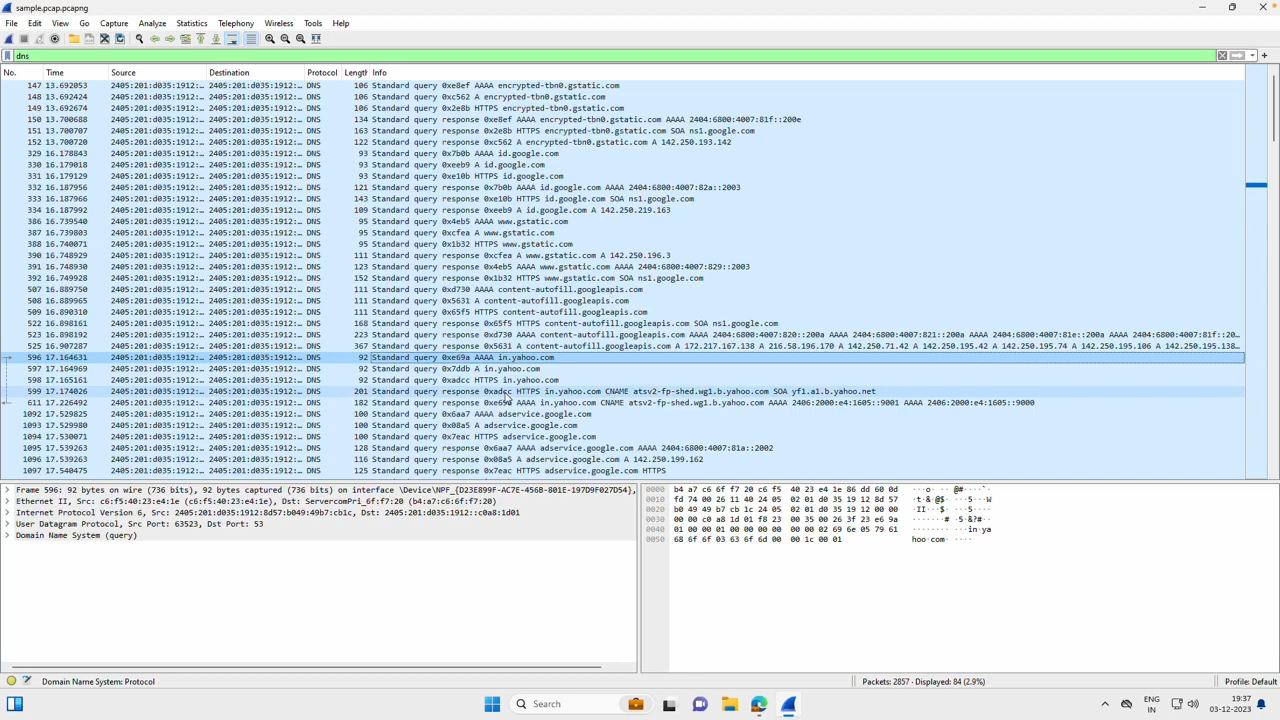 sample.pcap.pcapng
File Edit View Go Capture Analyze Statistics Telephony Wireless Tools Help
dns
No. Time Source Destination Protocol Length Info
147 13.692053 2405:201:d035:1912:… 2405:201:d035:1912:… DNS 106 Standard query 0xe8ef AAAA encrypted-tbn0.gstatic.com
148 13.692424 2405:201:d035:1912:… 2405:201:d035:1912:… DNS 106 Standard query 0xc562 A encrypted-tbn0.gstatic.com
149 13.692674 2405:201:d035:1912:… 2405:201:d035:1912:… DNS 106 Standard query 0x2e8b HTTPS encrypted-tbn0.gstatic.com
150 13.700688 2405:201:d035:1912:… 2405:201:d035:1912:… DNS 134 Standard query response 0xe8ef AAAA encrypted-tbn0.gstatic.com AAAA 2404:6800:4007:81f::200e
151 13.700707 2405:201:d035:1912:… 2405:201:d035:1912:… DNS 163 Standard query response 0x2e8b HTTPS encrypted-tbn0.gstatic.com SOA ns1.google.com
152 13.700720 2405:201:d035:1912:… 2405:201:d035:1912:… DNS 122 Standard query response 0xc562 A encrypted-tbn0.gstatic.com A 142.250.193.142
329 16.178843 2405:201:d035:1912:… 2405:201:d035:1912:… DNS 93 Standard query 0x7b0b AAAA id.google.com
330 16.179018 2405:201:d035:1912:… 2405:201:d035:1912:… DNS 93 Standard query 0xeeb9 A id.google.com
331 16.179129 2405:201:d035:1912:… 2405:201:d035:1912:… DNS 93 Standard query 0xe10b HTTPS id.google.com
332 16.187956 2405:201:d035:1912:… 2405:201:d035:1912:… DNS 121 Standard query response 0x7b0b AAAA id.google.com AAAA 2404:6800:4007:82a::2003
333 16.187966 2405:201:d035:1912:… 2405:201:d035:1912:… DNS 143 Standard query response 0xe10b HTTPS id.google.com SOA ns1.google.com
334 16.187992 2405:201:d035:1912:… 2405:201:d035:1912:… DNS 109 Standard query response 0xeeb9 A id.google.com A 142.250.219.163
386 16.739540 2405:201:d035:1912:… 2405:201:d035:1912:… DNS 95 Standard query 0x4eb5 AAAA www.gstatic.com
387 16.739803 2405:201:d035:1912:… 2405:201:d035:1912:… DNS 95 Standard query 0xcfea A www.gstatic.com
388 16.740071 2405:201:d035:1912:… 2405:201:d035:1912:… DNS 95 Standard query 0x1b32 HTTPS www.gstatic.com
390 16.748929 2405:201:d035:1912:… 2405:201:d035:1912:… DNS 111 Standard query response 0xcfea A www.gstatic.com A 142.250.196.3
391 16.748930 2405:201:d035:1912:… 2405:201:d035:1912:… DNS 123 Standard query response 0x4eb5 AAAA www.gstatic.com AAAA 2404:6800:4007:829::2003
392 16.749928 2405:201:d035:1912:… 2405:201:d035:1912:… DNS 152 Standard query response 0x1b32 HTTPS www.gstatic.com SOA ns1.google.com
507 16.889750 2405:201:d035:1912:… 2405:201:d035:1912:… DNS 111 Standard query 0xd730 AAAA content-autofill.googleapis.com
508 16.889965 2405:201:d035:1912:… 2405:201:d035:1912:… DNS 111 Standard query 0x5631 A content-autofill.googleapis.com
509 16.890310 2405:201:d035:1912:… 2405:201:d035:1912:… DNS 111 Standard query 0x65f5 HTTPS content-autofill.googleapis.com
522 16.898161 2405:201:d035:1912:… 2405:201:d035:1912:… DNS 168 Standard query response 0x65f5 HTTPS content-autofill.googleapis.com SOA ns1.google.com
523 16.898192 2405:201:d035:1912:… 2405:201:d035:1912:… DNS 223 Standard query response 0xd730 AAAA content-autofill.googleapis.com AAAA 2404:6800:4007:820::200a AAAA 2404:6800:4007:821::200a AAAA 2404:6800:4007:81e::200a AAAA 2404:6800:4007:81f::20…
525 16.907287 2405:201:d035:1912:… 2405:201:d035:1912:… DNS 367 Standard query response 0x5631 A content-autofill.googleapis.com A 172.217.167.138 A 216.58.196.170 A 142.250.71.42 A 142.250.195.42 A 142.250.195.74 A 142.250.195.106 A 142.250.195.138…
596 17.164631 2405:201:d035:1912:… 2405:201:d035:1912:… DNS 92 Standard query 0xe69a AAAA in.yahoo.com
597 17.164969 2405:201:d035:1912:… 2405:201:d035:1912:… DNS 92 Standard query 0x7ddb A in.yahoo.com
598 17.165161 2405:201:d035:1912:… 2405:201:d035:1912:… DNS 92 Standard query 0xadcc HTTPS in.yahoo.com
599 17.174026 2405:201:d035:1912:… 2405:201:d035:1912:… DNS 201 Standard query response 0xadcc HTTPS in.yahoo.com CNAME atsv2-fp-shed.wg1.b.yahoo.com SOA yf1.a1.b.yahoo.net
611 17.226492 2405:201:d035:1912:… 2405:201:d035:1912:… DNS 182 Standard query response 0xe69a AAAA in.yahoo.com CNAME atsv2-fp-shed.wg1.b.yahoo.com AAAA 2406:2000:e4:1605::9001 AAAA 2406:2000:e4:1605::9000
1092 17.529825 2405:201:d035:1912:… 2405:201:d035:1912:… DNS 100 Standard query 0x6aa7 AAAA adservice.google.com
1093 17.529980 2405:201:d035:1912:… 2405:201:d035:1912:… DNS 100 Standard query 0x08a5 A adservice.google.com
1094 17.530071 2405:201:d035:1912:… 2405:201:d035:1912:… DNS 100 Standard query 0x7eac HTTPS adservice.google.com
1095 17.539263 2405:201:d035:1912:… 2405:201:d035:1912:… DNS 128 Standard query response 0x6aa7 AAAA adservice.google.com AAAA 2404:6800:4007:81a::2002
1096 17.539263 2405:201:d035:1912:… 2405:201:d035:1912:… DNS 116 Standard query response 0x08a5 A adservice.google.com A 142.250.199.162
1097 17.540475 2405:201:d035:1912:… 2405:201:d035:1912:… DNS 125 Standard query response 0x7eac HTTPS adservice.google.com HTTPS
Frame 596: 92 bytes on wire (736 bits), 92 bytes captured (736 bits) on interface \Device\NPF_{D23E899F-AC7E-456B-801E-197D9F027D54},
Ethernet II, Src: c6:f5:40:23:e4:1e (c6:f5:40:23:e4:1e), Dst: ServercomPri_6f:f7:20 (b4:a7:c6:6f:f7:20)
Internet Protocol Version 6, Src: 2405:201:d035:1912:8d57:b049:49b7:cb1c, Dst: 2405:201:d035:1912::c0a8:1d01
User Datagram Protocol, Src Port: 63523, Dst Port: 53
Domain Name System (query)
0000 b4 a7 c6 6f f7 20 c6 f5 40 23 e4 1e 86 dd 60 0d ···o· ·· @#····`·
0010 fd 74 00 26 11 40 24 05 02 01 d0 35 19 12 8d 57 ·t·&·@$· ···5···W
0020 b0 49 49 b7 cb 1c 24 05 02 01 d0 35 19 12 00 00 ·II···$· ···5····
0030 00 00 c0 a8 1d 01 f8 23 00 35 00 26 3f 23 e6 9a ·······# ·5·&?#··
0040 01 00 00 01 00 00 00 00 00 00 02 69 6e 05 79 61 ········ ···in·ya
0050 68 6f 6f 03 63 6f 6d 00 00 1c 00 01 hoo·com· ····
Domain Name System: Protocol
Packets: 2857 · Displayed: 84 (2.9%)
Profile: Default
Search
ENG
IN
19:37
03-12-2023